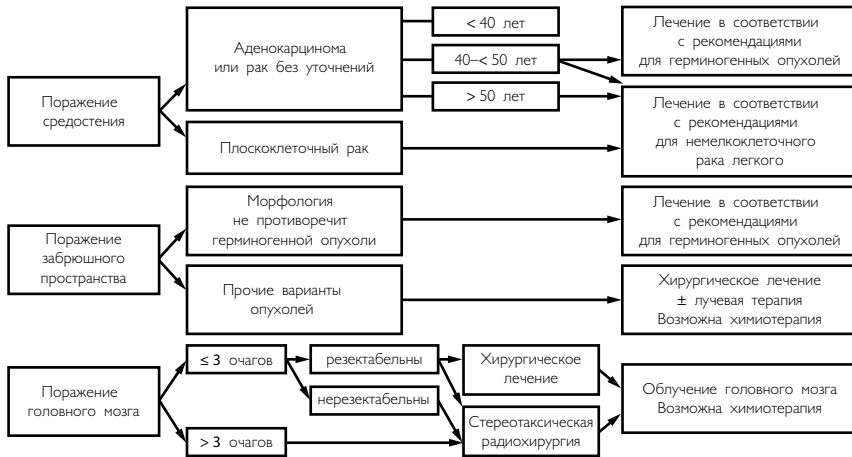 < 40 лет
Аденокарцинома
или рак без уточнений
40–< 50 лет
> 50 лет
Лечение в соответствии
с рекомендациями
для герминогенных опухолей
Поражение
средостения
Плоскоклеточный рак
Лечение в соответствии
с рекомендациями
для немелкоклеточного
рака легкого
Поражение
забрюшного
пространства
Морфология
не противоречит
герминогенной опухоли
Лечение в соответствии
с рекомендациями
для герминогенных опухолей
Прочие варианты
опухолей
Хирургическое лечение
± лучевая терапия
Возможна химиотерапия
Поражение
головного мозга
≤ 3 очагов
резектабельны
Хирургическое
лечение
нерезектабельны
> 3 очагов
Стереотаксическая
радиохирургия
Облучение головного мозга
Возможна химиотерапия